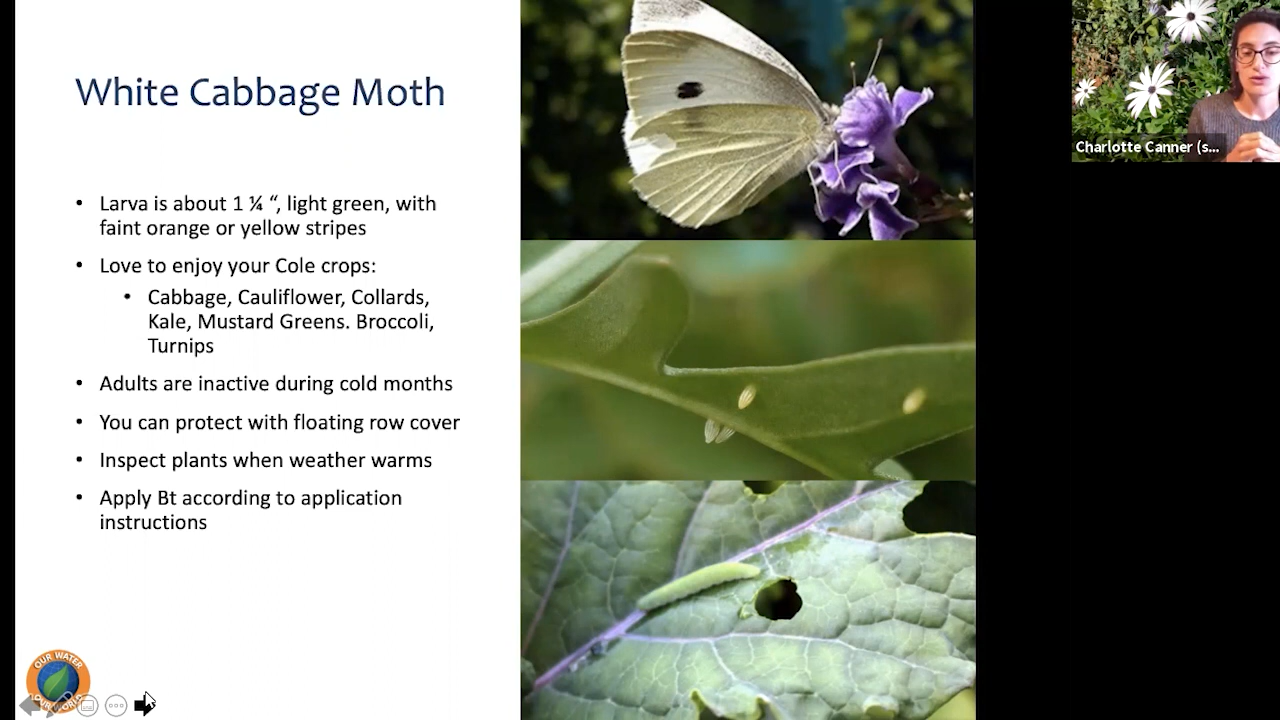 White Cabbage Moth
• Larva is about 1 ¼ “, light green, with
faint orange or yellow stripes
• Love to enjoy your Cole crops:
• Cabbage, Cauliflower, Collards,
Kale, Mustard Greens. Broccoli,
Turnips
• Adults are inactive during cold months
• You can protect with floating row cover
• Inspect plants when weather warms
• Apply Bt according to application
instructions
Charlotte Canner (s...
OUR WATER